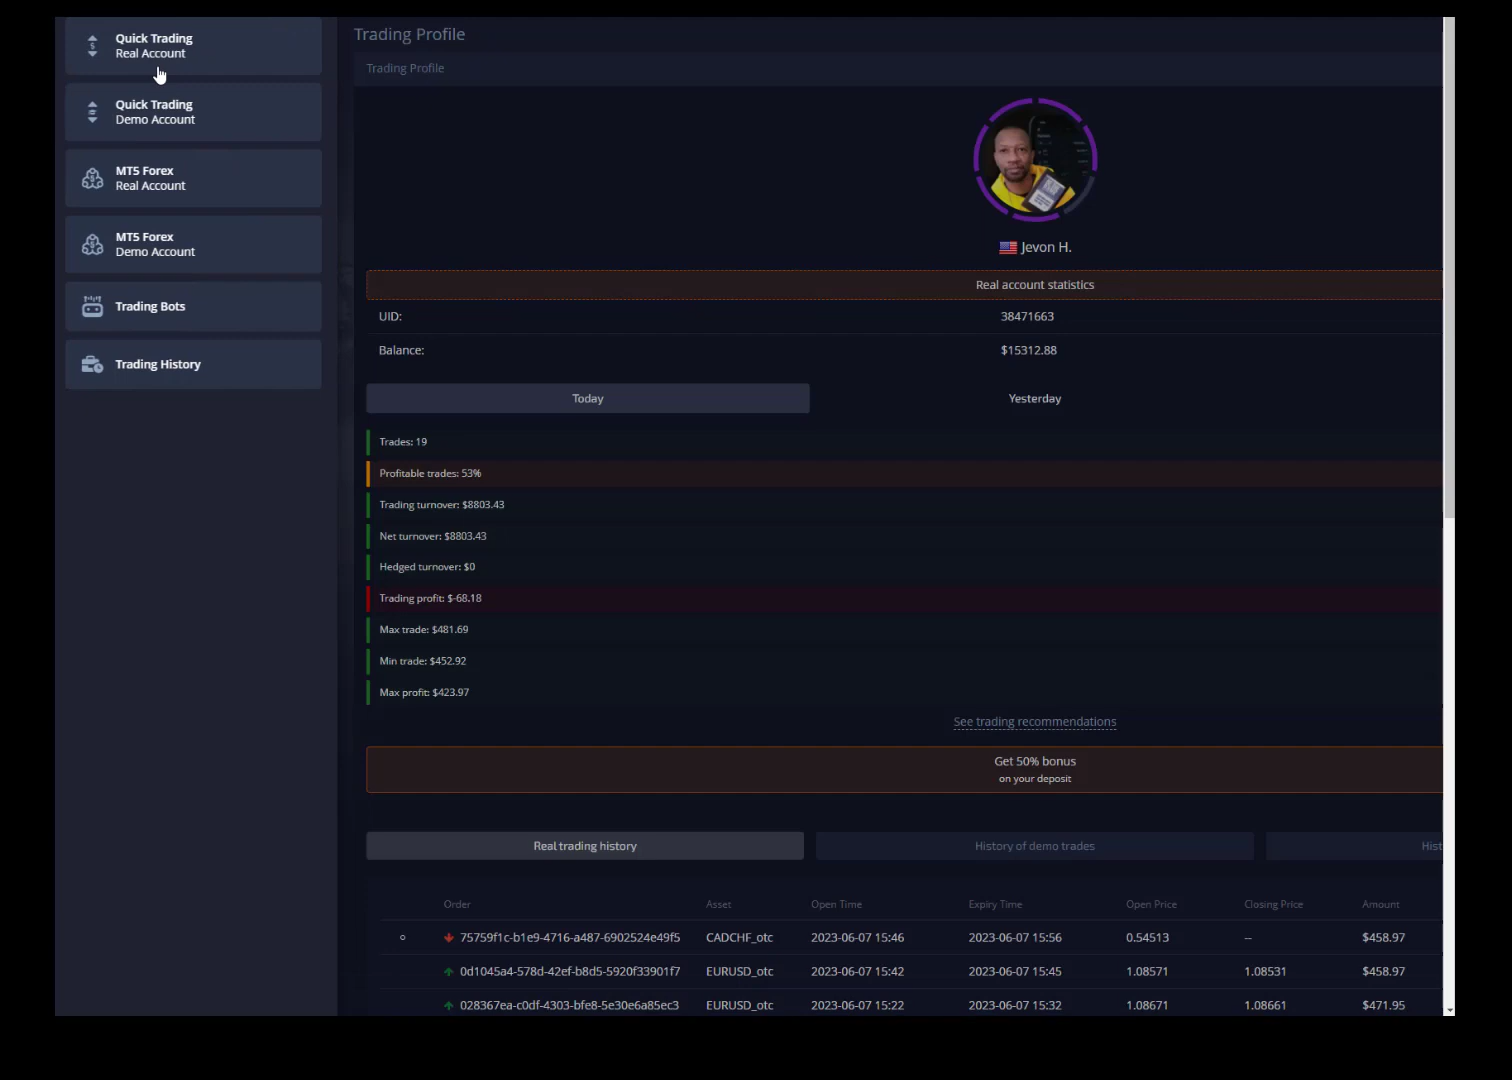 Quick Trading
Real Account
Quick Trading
Demo Account
MT5 Forex
Real Account
MT5 Forex
Demo Account
Trading Bots
Trading History
Trading Profile
Trading Profile
Jevon H.
Real account statistics
UID: 38471663
Balance: $15312.88
Today Yesterday
Trades: 19
Profitable trades: 53%
Trading turnover: $8803.43
Net turnover: $8803.43
Hedged turnover: $0
Trading profit: $-68.18
Max trade: $481.69
Min trade: $452.92
Max profit: $423.97
See trading recommendations
Get 50% bonus
on your deposit
Real trading history History of demo trades Hist
Order Asset Open Time Expiry Time Open Price Closing Price Amount
75759f1c-b1e9-4716-a487-6902524e49f5 CADCHF_otc 2023-06-07 15:46 2023-06-07 15:56 0.54513 -- $458.97
0d1045a4-578d-42ef-b8d5-5920f33901f7 EURUSD_otc 2023-06-07 15:42 2023-06-07 15:45 1.08571 1.08531 $458.97
028367ea-c0df-4303-bfe8-5e30e6a85ec3 EURUSD_otc 2023-06-07 15:22 2023-06-07 15:32 1.08671 1.08661 $471.95